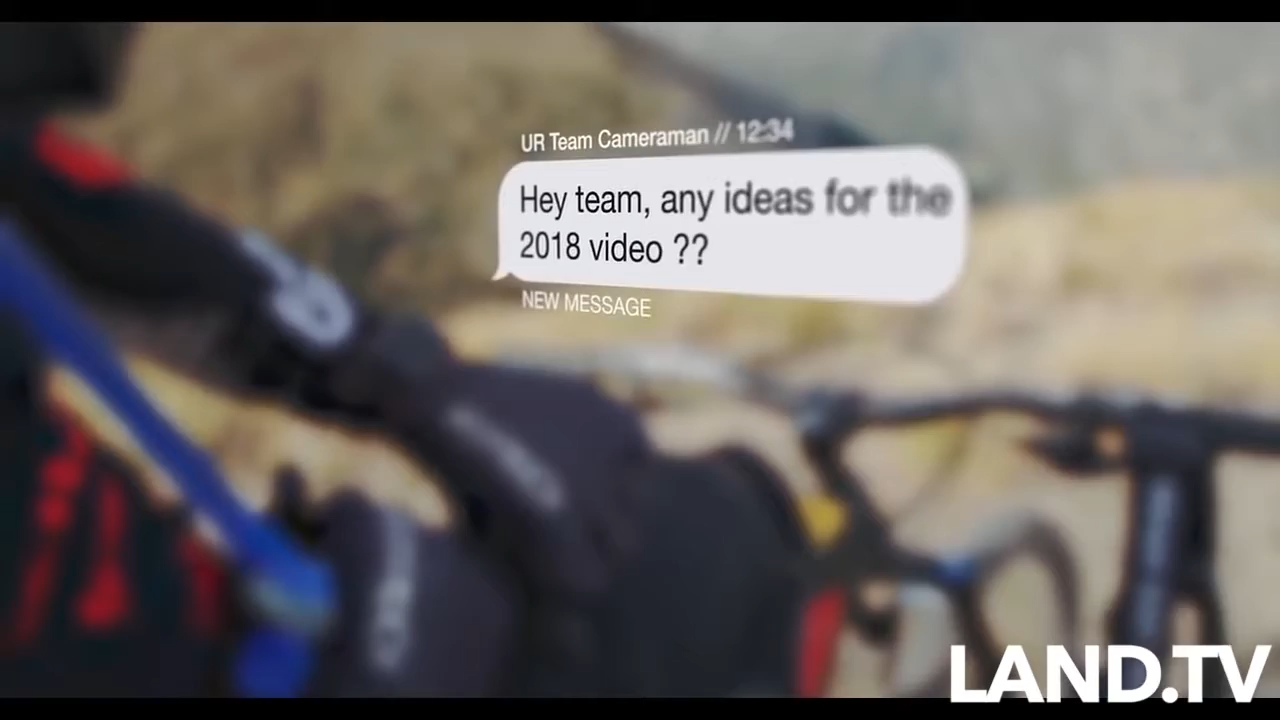 UR Team Cameraman // 12:34
Hey team, any ideas for the
2018 video ??
NEW MESSAGE
LAND.TV